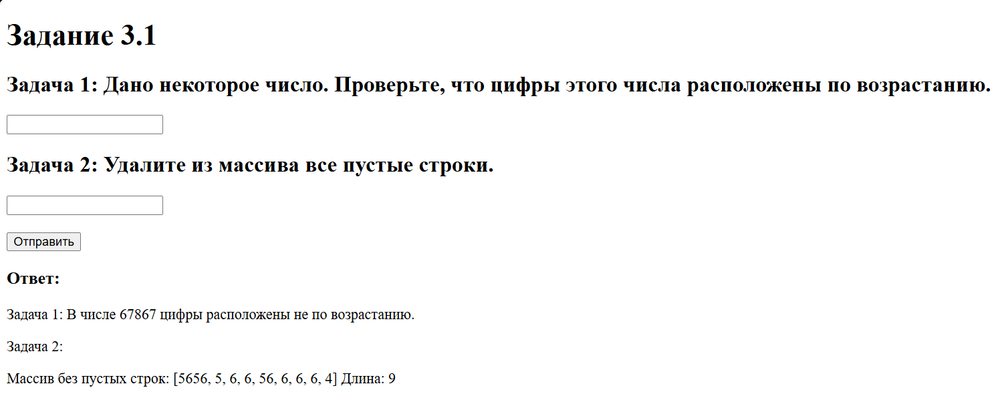 Задание 3.1
Задача 1: Дано некоторое число. Проверьте, что цифры этого числа расположены по возрастанию.
Задача 2: Удалите из массива все пустые строки.
Отправить
Ответ:
Задача 1: В числе 67867 цифры расположены не по возрастанию.
Задача 2:
Массив без пустых строк: [5656, 5, 6, 6, 56, 6, 6, 6, 4] Длина: 9